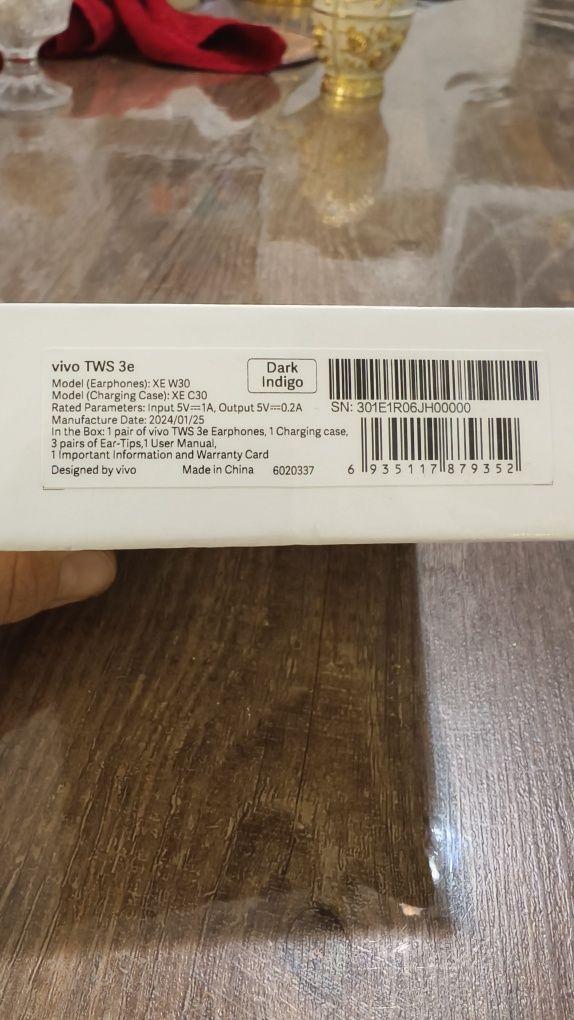 vivo TWS 3e
Model (Earphones): XE W30
Model (Charging Case): XE C30
Rated Parameters: Input 5V⎓1A, Output 5V⎓0.2A
Manufacture Date: 2024/01/25
In the Box: 1 pair of vivo TWS 3e Earphones, 1 Charging case,
3 pairs of Ear-Tips,1 User Manual,
1 Important Information and Warranty Card
Designed by vivo Made in China 6020337
Dark
Indigo
SN: 301E1R06JH00000
6 935117 879352